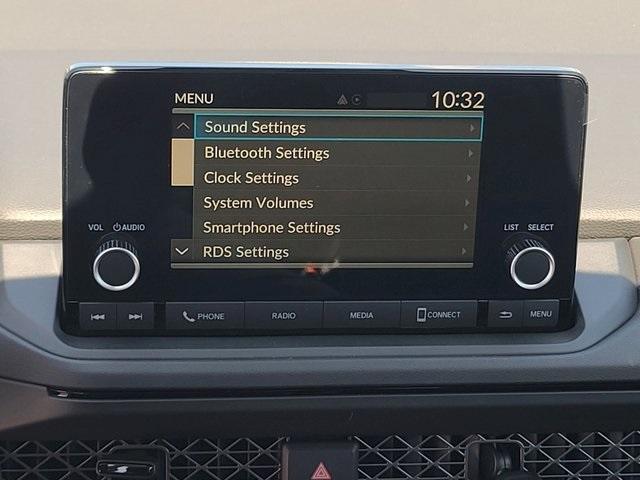 MENU 10:32
Sound Settings
Bluetooth Settings
Clock Settings
System Volumes
Smartphone Settings
RDS Settings
VOL AUDIO LIST SELECT
PHONE RADIO MEDIA CONNECT MENU